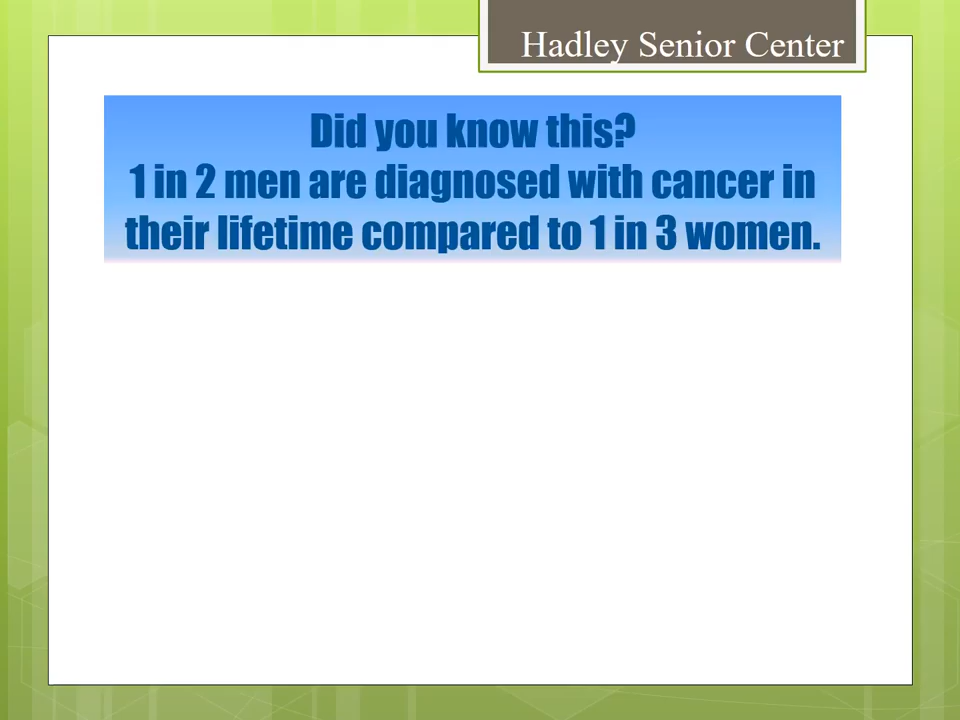 Hadley Senior Center
Did you know this?
1 in 2 men are diagnosed with cancer in
their lifetime compared to 1 in 3 women.